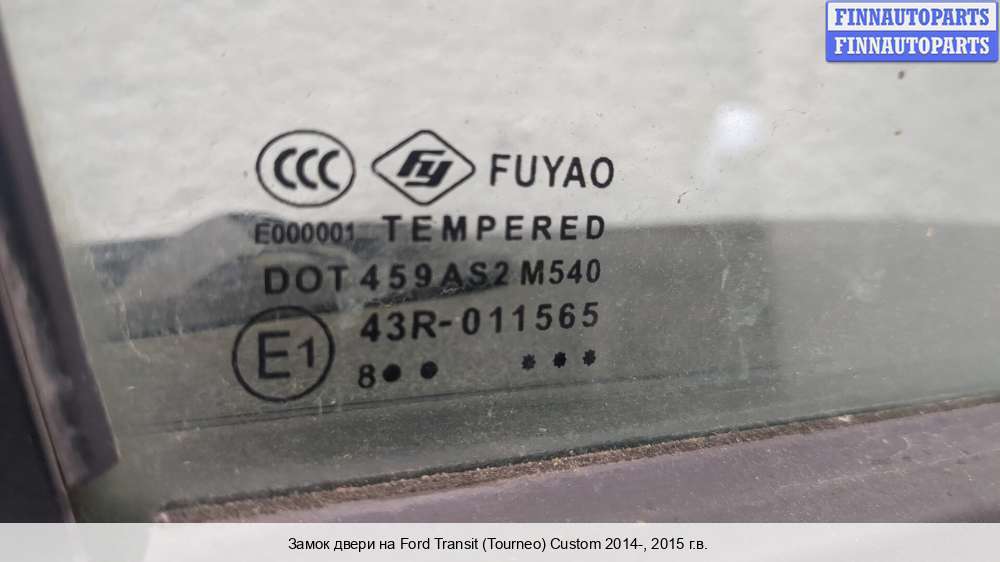 FINNAUTOPARTS
FINNAUTOPARTS
CCC FY FUYAO
E000001 TEMPERED
DOT 459 AS2 M540
43R-011565
E1
8●● ***
Замок двери на Ford Transit (Tourneo) Custom 2014-, 2015 г.в.